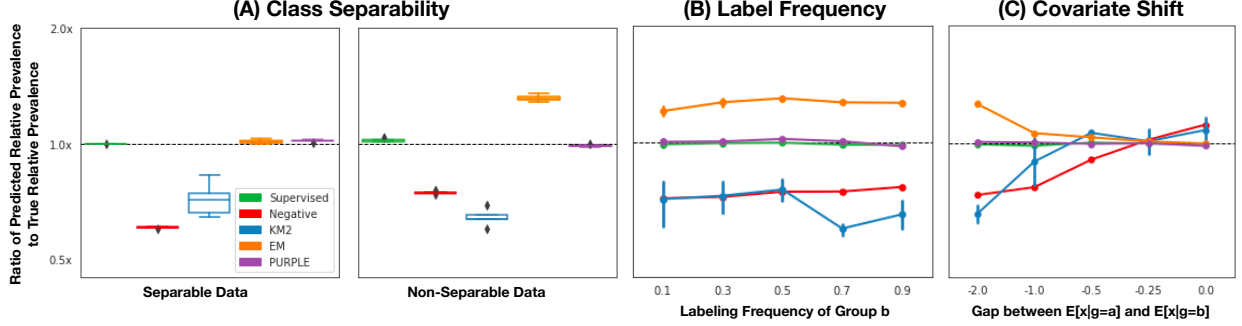 (A) Class Separability
(B) Label Frequency
(C) Covariate Shift
Ratio of Predicted Relative Prevalence
to True Relative Prevalence
2.0x
1.0x
0.5x
Supervised
Negative
KM2
EM
PURPLE
Separable Data
Non-Separable Data
0.1 0.3 0.5 0.7 0.9
Labeling Frequency of Group b
-2.0 -1.0 -0.5 -0.25 0.0
Gap between E[x|g=a] and E[x|g=b]